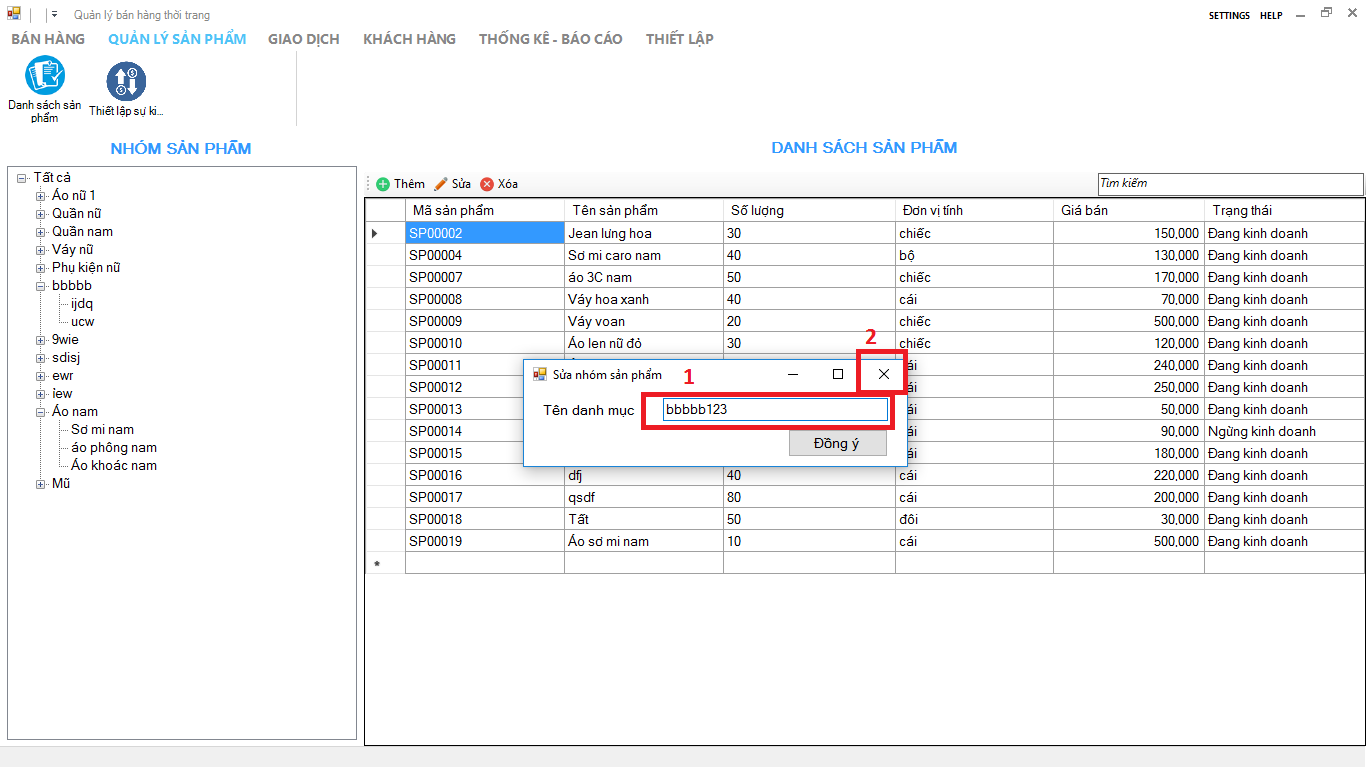 Quản lý bán hàng thời trang
SETTINGS HELP
BÁN HÀNG QUẢN LÝ SẢN PHẨM GIAO DỊCH KHÁCH HÀNG THỐNG KÊ - BÁO CÁO THIẾT LẬP
Danh sách sản phẩm
Thiết lập sự ki...
NHÓM SẢN PHẨM
Tất cả
Áo nữ 1
Quần nữ
Quần nam
Váy nữ
Phụ kiện nữ
bbbbb
ijdq
ucw
9wie
sdisj
ewr
iew
Áo nam
Sơ mi nam
áo phông nam
Áo khoác nam
Mũ
DANH SÁCH SẢN PHẨM
Thêm Sửa Xóa
Tìm kiếm
Mã sản phẩm Tên sản phẩm Số lượng Đơn vị tính Giá bán Trạng thái
SP00002 Jean lưng hoa 30 chiếc 150,000 Đang kinh doanh
SP00004 Sơ mi caro nam 40 bộ 130,000 Đang kinh doanh
SP00007 áo 3C nam 50 chiếc 170,000 Đang kinh doanh
SP00008 Váy hoa xanh 40 cái 70,000 Đang kinh doanh
SP00009 Váy voan 20 chiếc 500,000 Đang kinh doanh
SP00010 Áo len nữ đỏ 30 chiếc 120,000 Đang kinh doanh
SP00011 240,000 Đang kinh doanh
SP00012 250,000 Đang kinh doanh
SP00013 50,000 Đang kinh doanh
SP00014 90,000 Ngừng kinh doanh
SP00015 180,000 Đang kinh doanh
SP00016 dfj 40 cái 220,000 Đang kinh doanh
SP00017 qsdf 80 cái 200,000 Đang kinh doanh
SP00018 Tất 50 đôi 30,000 Đang kinh doanh
SP00019 Áo sơ mi nam 10 cái 500,000 Đang kinh doanh
2
Sửa nhóm sản phẩm 1
Tên danh mục bbbbb123
Đồng ý